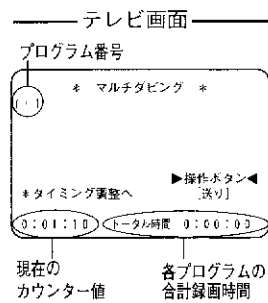 テレビ画面
プログラム番号
* マルチダビング *
▶操作ボタン◀
[送り]
*タイミング調整へ
0:01:10 トータル時間 0:00:00
現在の
カウンター値
各プログラムの
合計録画時間